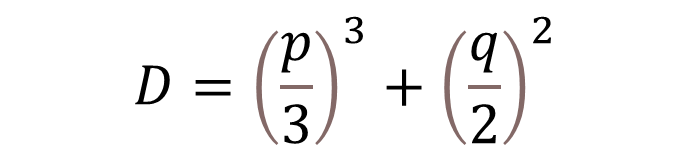 D = (p/3)³ + (q/2)²